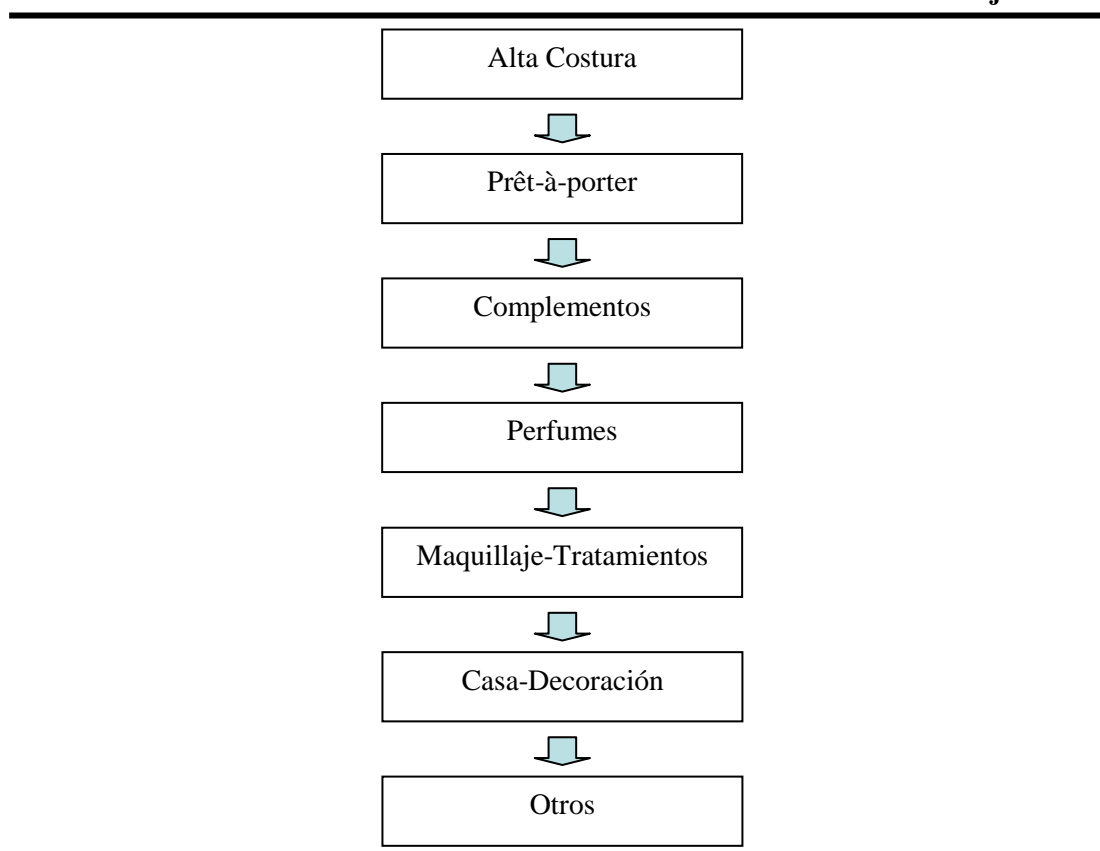 Alta Costura
Prêt-à-porter
Complementos
Perfumes
Maquillaje-Tratamientos
Casa-Decoración
Otros